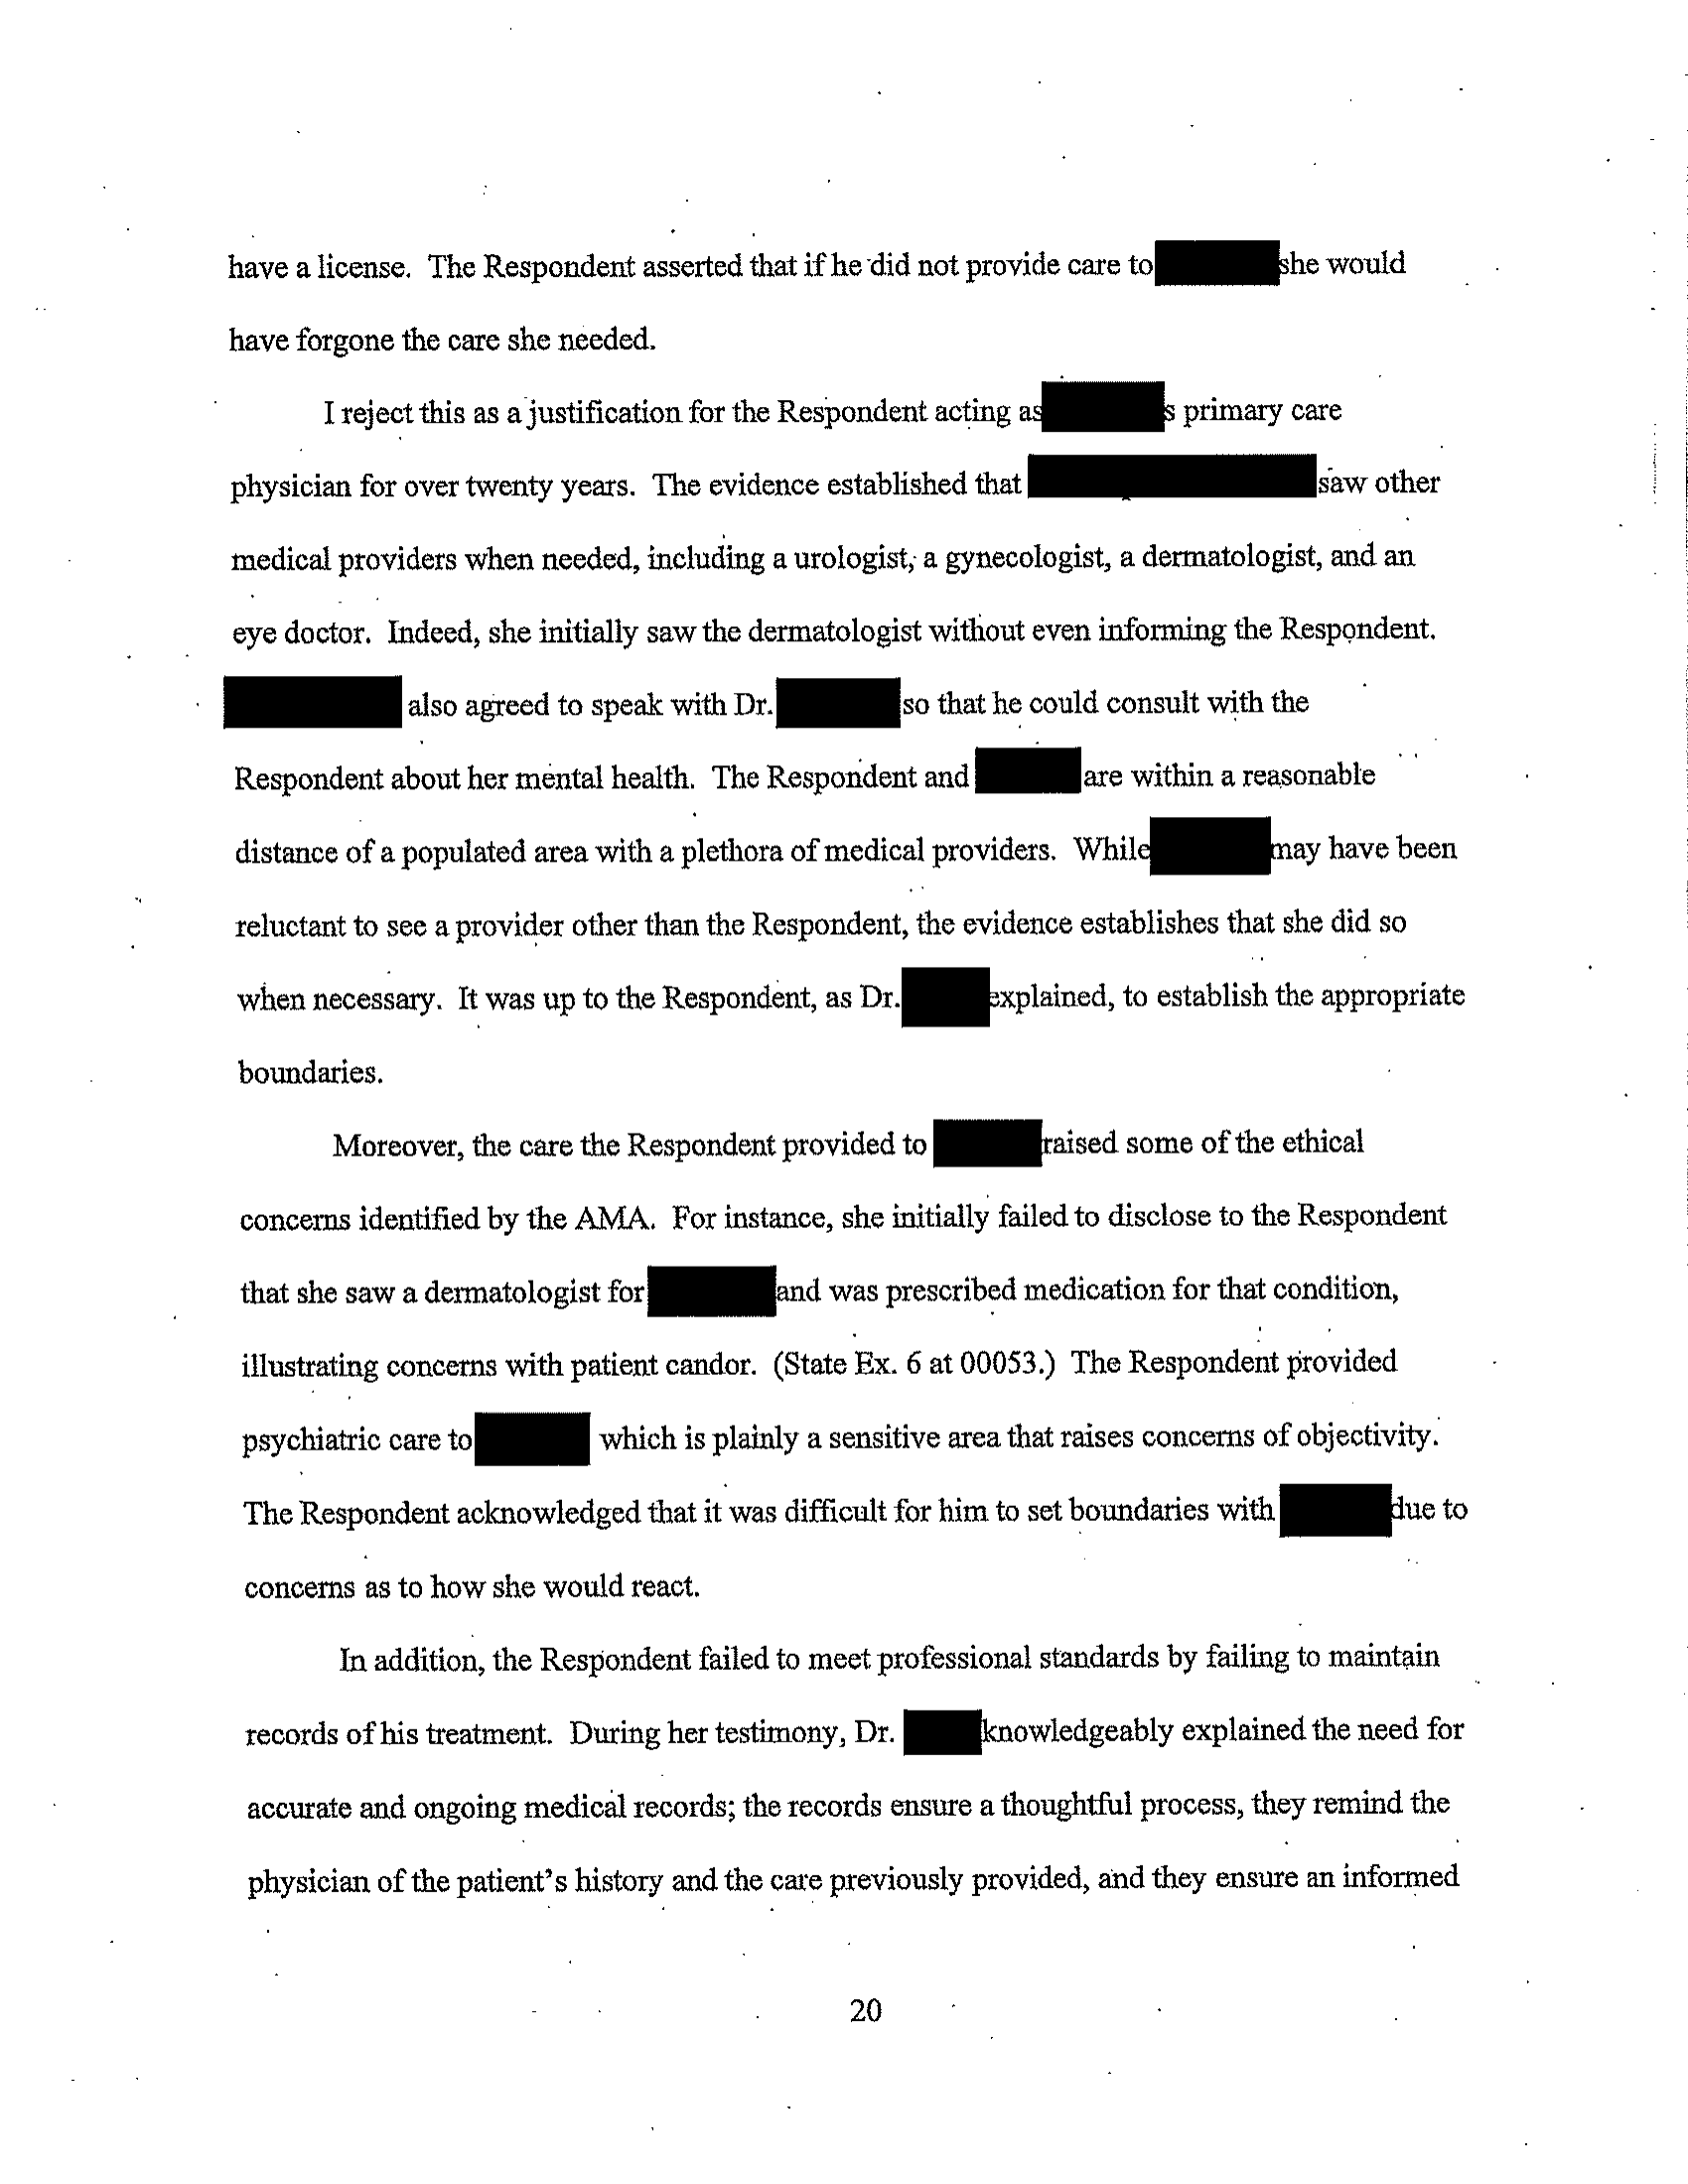 have a license. The Respondent asserted that if he did not provide care to she would
have forgone the care she needed.
I reject this as a justification for the Respondent acting as s primary care
physician for over twenty years. The evidence established that saw other
medical providers when needed, including a urologist, a gynecologist, a dermatologist, and an
eye doctor. Indeed, she initially saw the dermatologist without even informing the Respondent.
also agreed to speak with Dr. so that he could consult with the
Respondent about her mental health. The Respondent and are within a reasonable
distance of a populated area with a plethora of medical providers. While may have been
reluctant to see a provider other than the Respondent, the evidence establishes that she did so
when necessary. It was up to the Respondent, as Dr. explained, to establish the appropriate
boundaries.
Moreover, the care the Respondent provided to raised some of the ethical
concerns identified by the AMA. For instance, she initially failed to disclose to the Respondent
that she saw a dermatologist for and was prescribed medication for that condition,
illustrating concerns with patient candor. (State Ex. 6 at 00053.) The Respondent provided
psychiatric care to which is plainly a sensitive area that raises concerns of objectivity.
The Respondent acknowledged that it was difficult for him to set boundaries with due to
concerns as to how she would react.
In addition, the Respondent failed to meet professional standards by failing to maintain
records of his treatment. During her testimony, Dr. knowledgeably explained the need for
accurate and ongoing medical records; the records ensure a thoughtful process, they remind the
physician of the patient's history and the care previously provided, and they ensure an informed
20